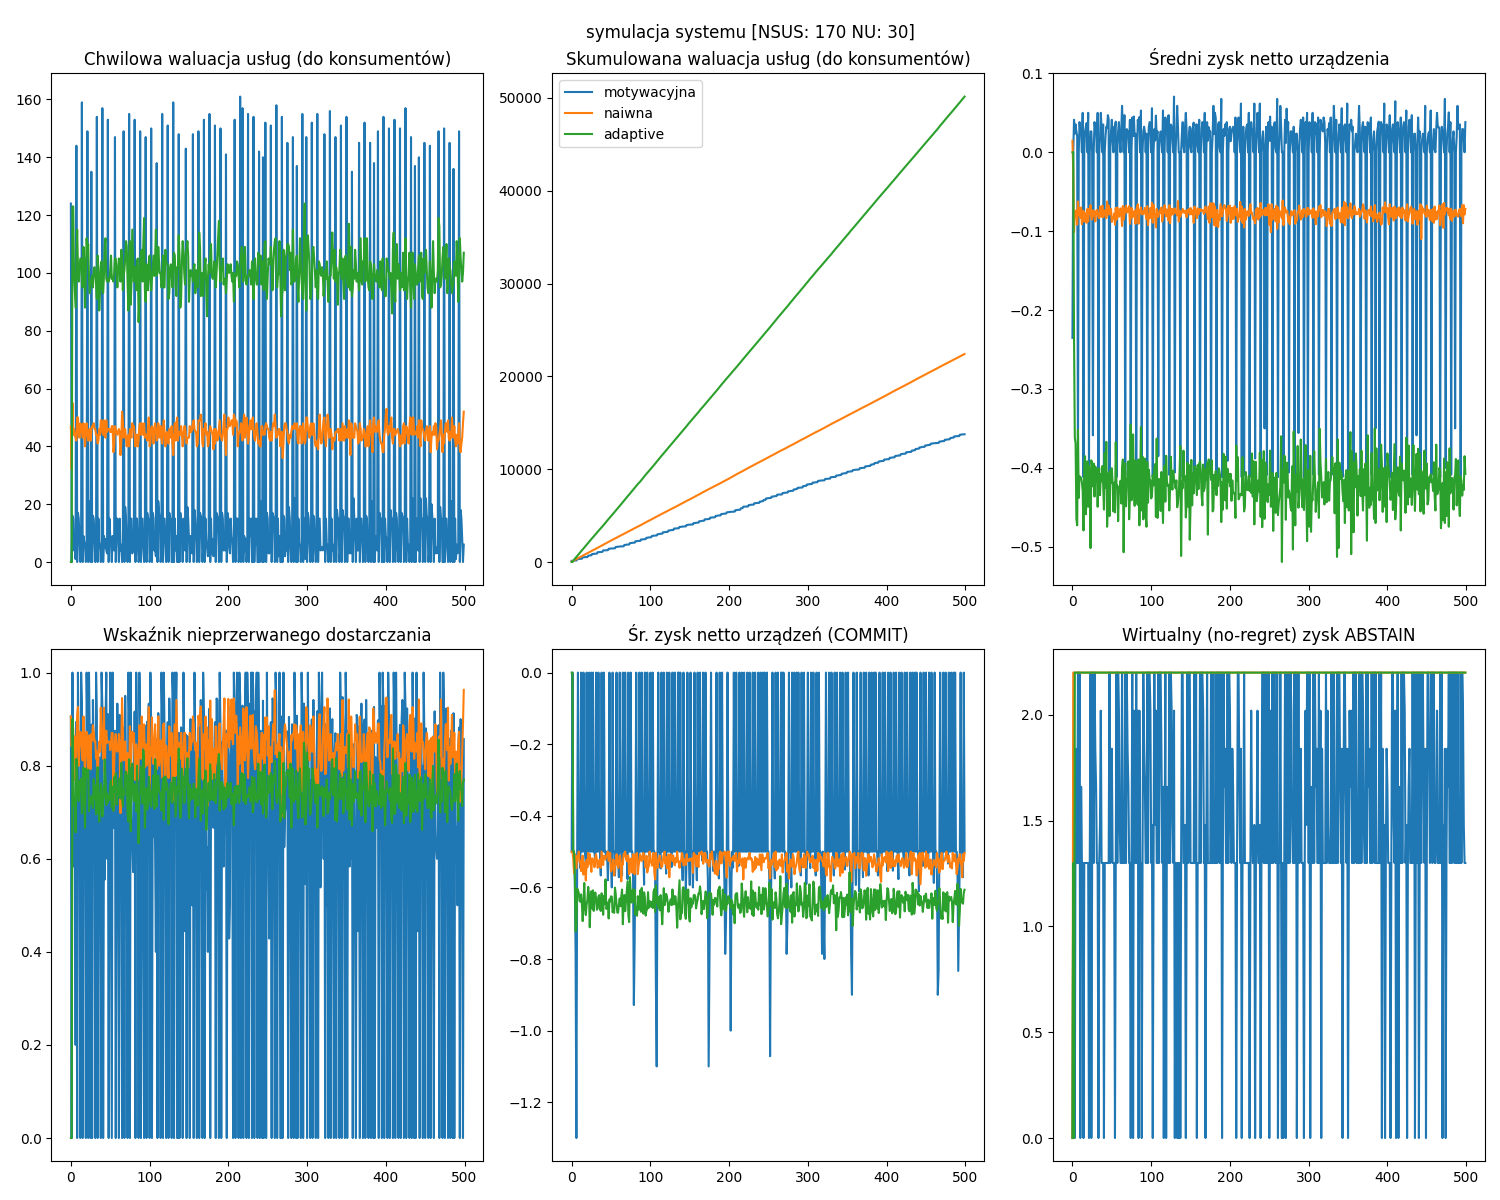 symulacja systemu [NSUS: 170 NU: 30]
Chwilowa waluacja usług (do konsumentów)
160
140
120
100
80
60
40
20
0
0 100 200 300 400 500
Skumulowana waluacja usług (do konsumentów)
motywacyjna
naiwna
adaptive
50000
40000
30000
20000
10000
0
0 100 200 300 400 500
Średni zysk netto urządzenia
0.1
0.0
−0.1
−0.2
−0.3
−0.4
−0.5
0 100 200 300 400 500
Wskaźnik nieprzerwanego dostarczania
1.0
0.8
0.6
0.4
0.2
0.0
0 100 200 300 400 500
Śr. zysk netto urządzeń (COMMIT)
0.0
−0.2
−0.4
−0.6
−0.8
−1.0
−1.2
0 100 200 300 400 500
Wirtualny (no-regret) zysk ABSTAIN
2.0
1.5
1.0
0.5
0.0
0 100 200 300 400 500